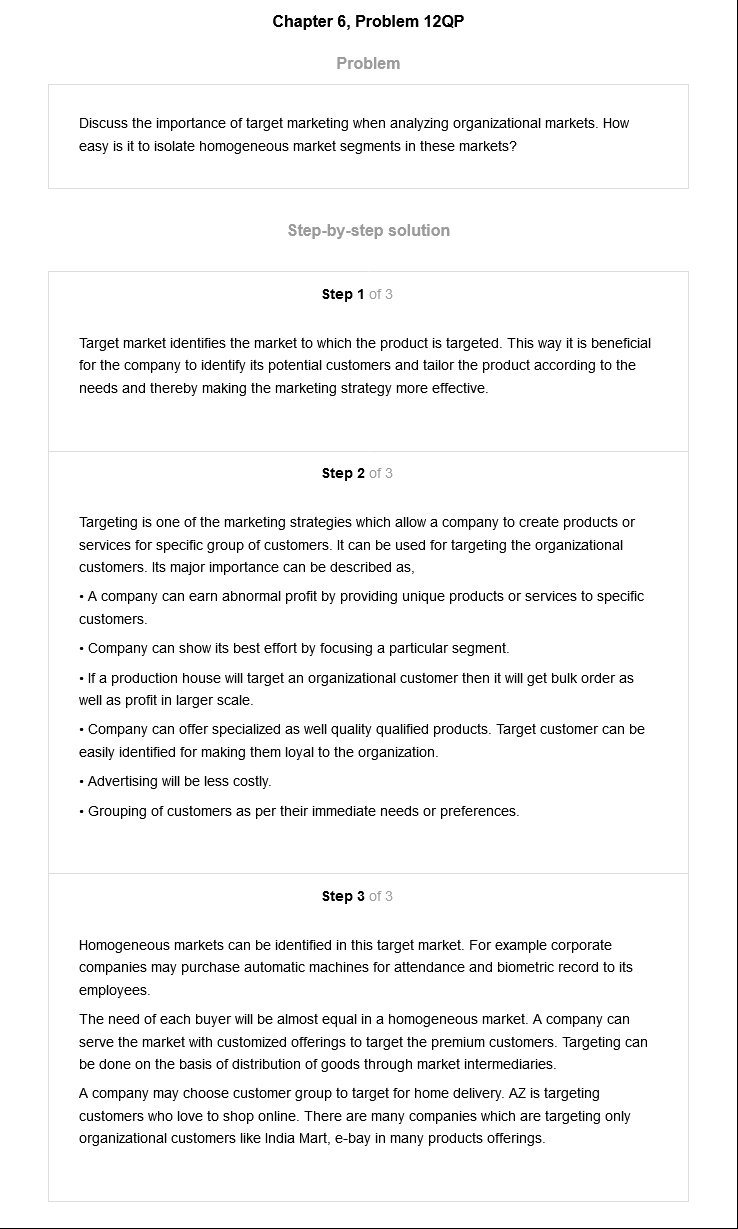 Chapter 6, Problem 12QP
Problem
Discuss the importance of target marketing when analyzing organizational markets. How
easy is it to isolate homogeneous market segments in these markets?
Step-by-step solution
Step 1 of 3
Target market identifies the market to which the product is targeted. This way it is beneficial
for the company to identify its potential customers and tailor the product according to the
needs and thereby making the marketing strategy more effective.
Step 2 of 3
Targeting is one of the marketing strategies which allow a company to create products or
services for specific group of customers. It can be used for targeting the organizational
customers. Its major importance can be described as,
• A company can earn abnormal profit by providing unique products or services to specific
customers.
• Company can show its best effort by focusing a particular segment.
• If a production house will target an organizational customer then it will get bulk order as
well as profit in larger scale.
• Company can offer specialized as well quality qualified products. Target customer can be
easily identified for making them loyal to the organization.
• Advertising will be less costly.
• Grouping of customers as per their immediate needs or preferences.
Step 3 of 3
Homogeneous markets can be identified in this target market. For example corporate
companies may purchase automatic machines for attendance and biometric record to its
employees.
The need of each buyer will be almost equal in a homogeneous market. A company can
serve the market with customized offerings to target the premium customers. Targeting can
be done on the basis of distribution of goods through market intermediaries.
A company may choose customer group to target for home delivery. AZ is targeting
customers who love to shop online. There are many companies which are targeting only
organizational customers like India Mart, e-bay in many products offerings.